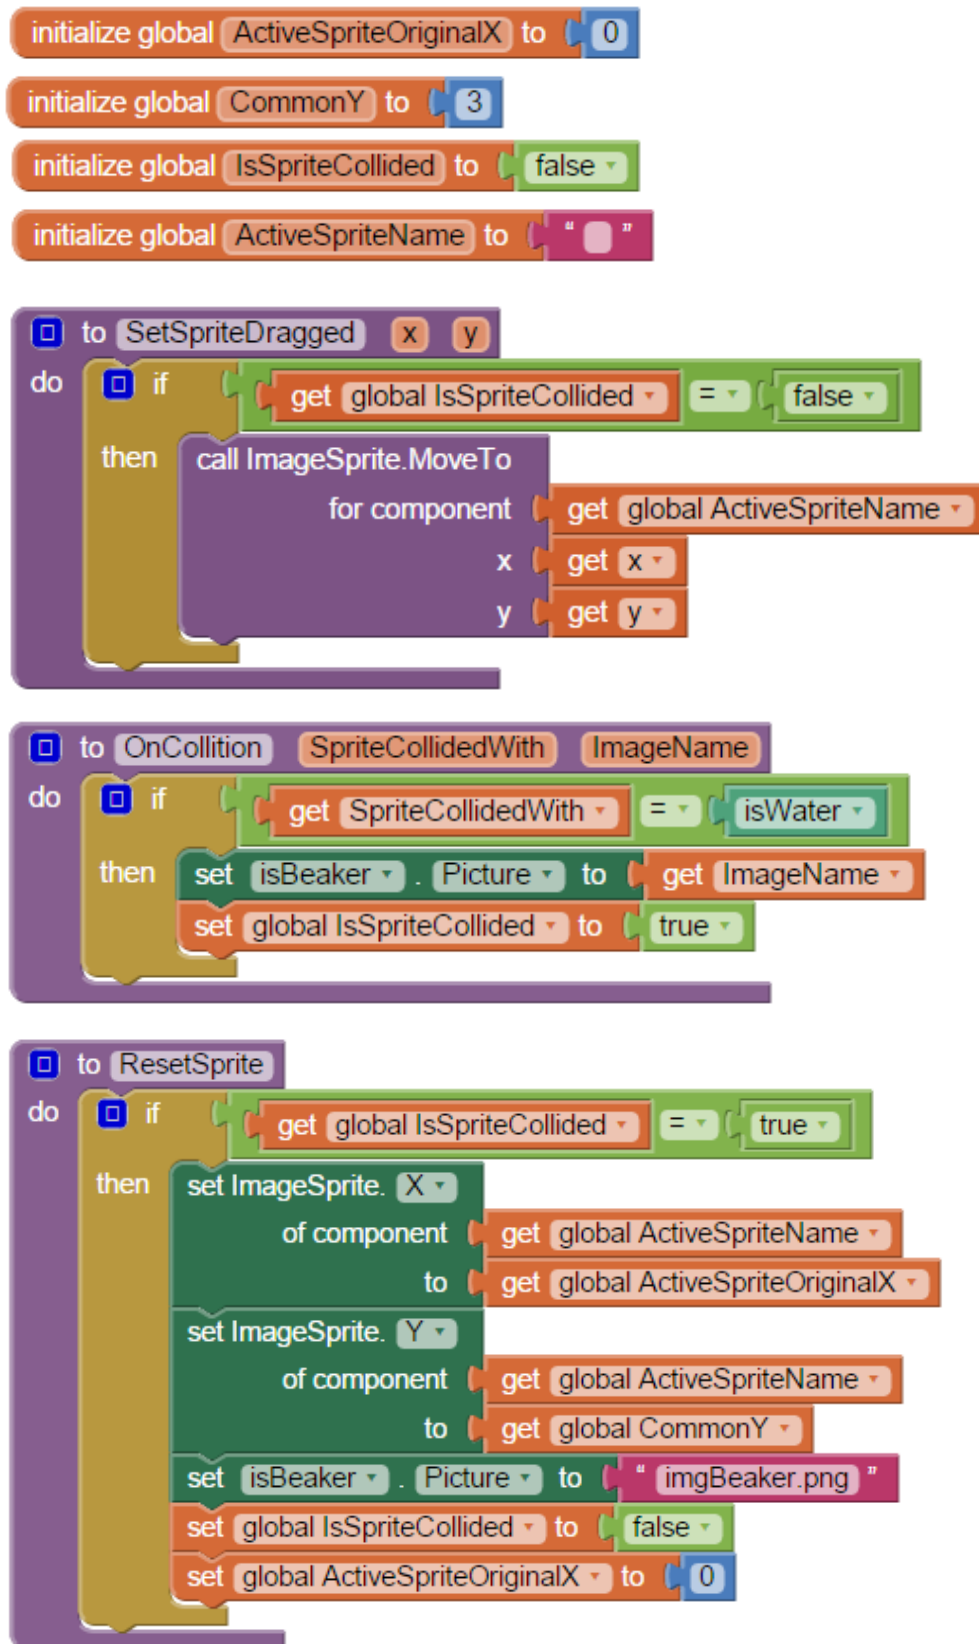 initialize global ActiveSpriteOriginalX to 0
initialize global CommonY to 3
initialize global IsSpriteCollided to false
initialize global ActiveSpriteName to " "
to SetSpriteDragged x y
do if get global IsSpriteCollided = false
then call ImageSprite.MoveTo
for component get global ActiveSpriteName
x get x
y get y
to OnCollition SpriteCollidedWith ImageName
do if get SpriteCollidedWith = isWater
then set isBeaker . Picture to get ImageName
set global IsSpriteCollided to true
to ResetSprite
do if get global IsSpriteCollided = true
then set ImageSprite. X
of component get global ActiveSpriteName
to get global ActiveSpriteOriginalX
set ImageSprite. Y
of component get global ActiveSpriteName
to get global CommonY
set isBeaker . Picture to " imgBeaker.png "
set global IsSpriteCollided to false
set global ActiveSpriteOriginalX to 0